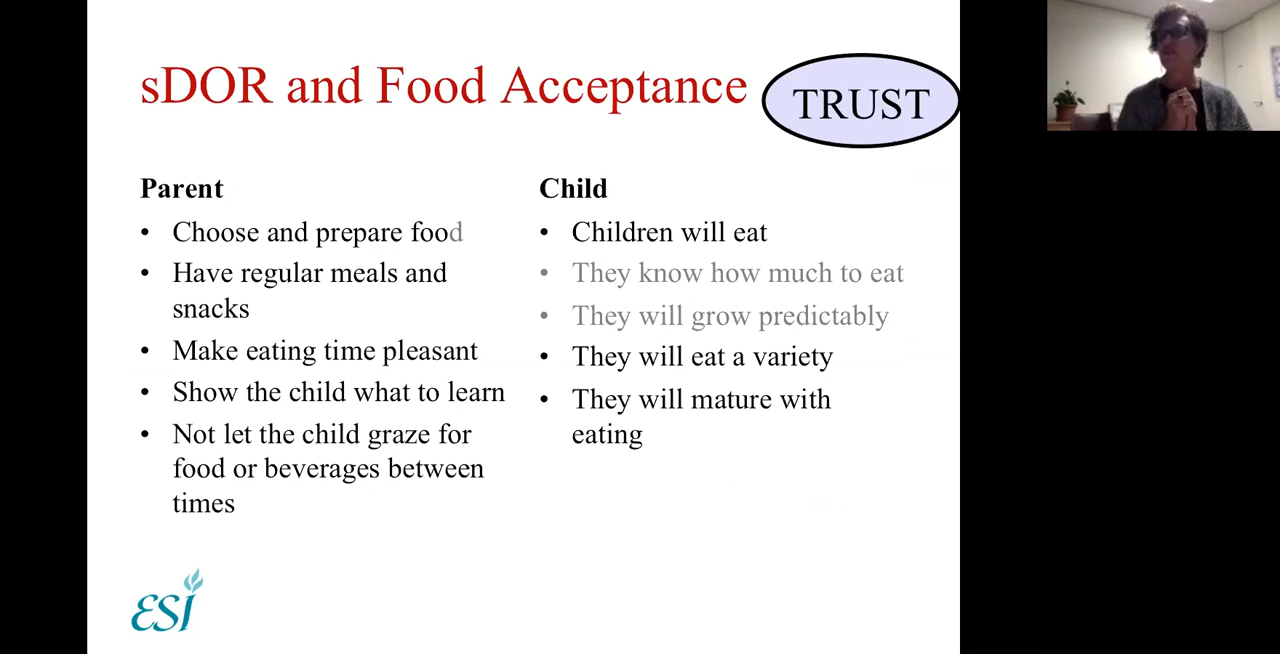 sDOR and Food Acceptance
TRUST
Parent
• Choose and prepare food
• Have regular meals and
snacks
• Make eating time pleasant
• Show the child what to learn
• Not let the child graze for
food or beverages between
times
Child
• Children will eat
• They know how much to eat
• They will grow predictably
• They will eat a variety
• They will mature with
eating
ESI